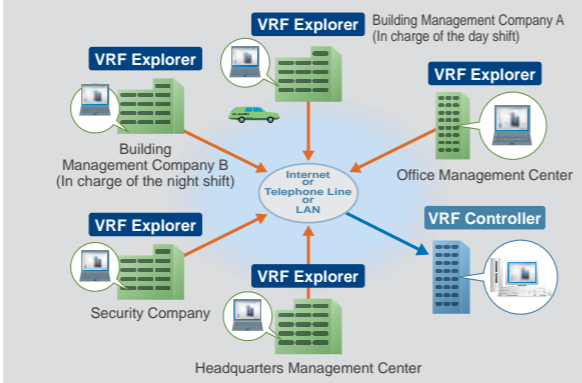 VRF Explorer
Building Management Company A
(In charge of the day shift)
VRF Explorer
Building
Management Company B
(In charge of the night shift)
VRF Explorer
Office Management Center
Internet
or
Telephone Line
or
LAN
VRF Explorer
Security Company
VRF Controller
VRF Explorer
Headquarters Management Center